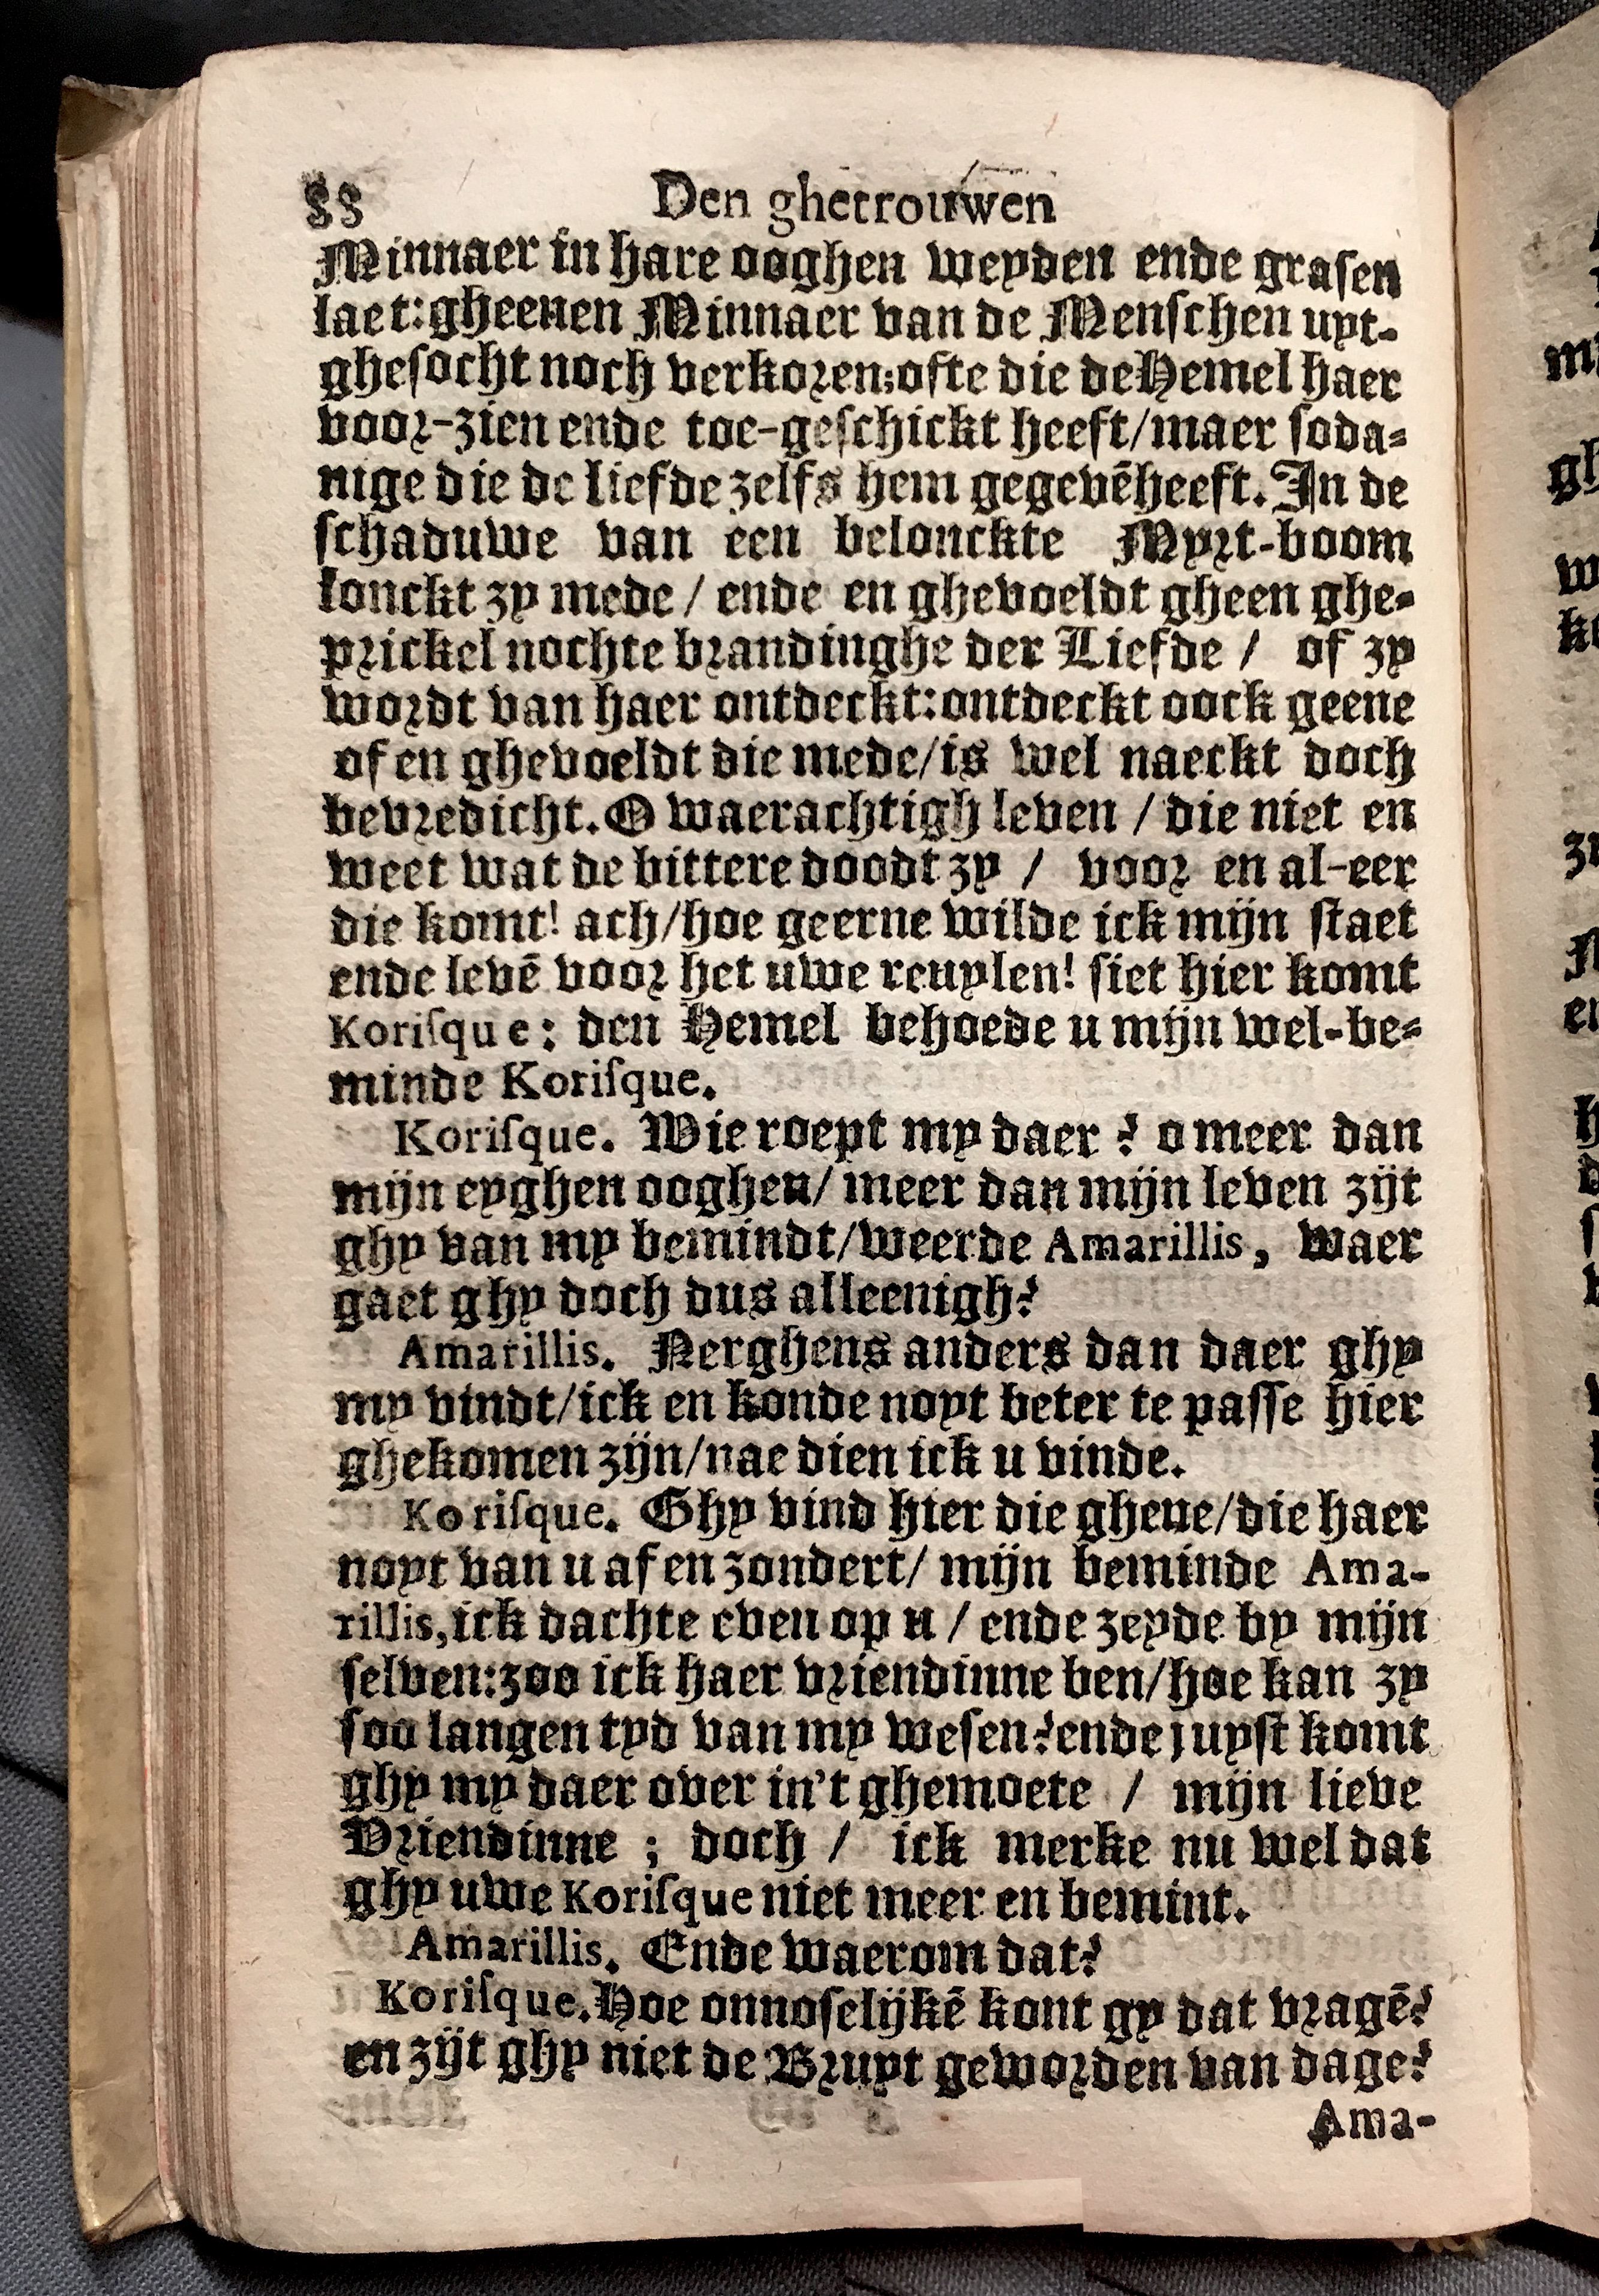 88 Den ghetrouwen
Minnaer in hare ooghen weyden ende grasen
laet: gheenen Minnaer van de Menschen uyt-
ghesocht noch verkoren; ofte die de Hemel haer
voor-zien ende toe-geschickt heeft / maer soda-
nige die de liefde zelfs hem gegevē heeft. In de
schaduwe van een belonckte Myrt-boom
lonckt zy mede / ende en ghevoeldt gheen ghe-
prickel nochte brandinghe der Liefde / of zy
wordt van haer ontdeckt: ontdeckt oock geene
of en ghevoeldt die mede / is wel naeckt doch
bevredicht. O waerachtigh leven / die niet en
weet wat de bittere doodt zy / voor en al-eer
die komt! ach / hoe geerne wilde ick mijn staet
ende levē voor het uwe reuylen! siet hier komt
Korisque: den Hemel behoede u mijn wel-be-
minde Korisque.
Korisque. Wie roept my daer? o meer dan
mijn eyghen ooghen / meer dan mijn leven zijt
ghy van my bemindt / weerde Amarillis, waer
gaet ghy doch dus alleenigh?
Amarillis. Nerghens anders dan daer ghy
my vindt / ick en konde noyt beter te passe hier
ghekomen zijn / nae dien ick u vinde.
Korisque. Ghy vind hier die ghene / die haer
noyt van u af en zondert / mijn beminde Ama-
rillis, ick dachte even op u / ende zeyde by mijn
selven: zoo ick haer vriendinne ben / hoe kan zy
soo langen tyd van my wesen? ende juyst komt
ghy my daer over in't ghemoete / mijn lieve
Vriendinne ; doch / ick merke nu wel dat
ghy uwe Korisque niet meer en bemint.
Amarillis. Ende waerom dat?
Korisque. Hoe onnoselijkē kont gy dat vragē?
en zijt ghy niet de Bruyt geworden van dage?
Ama-